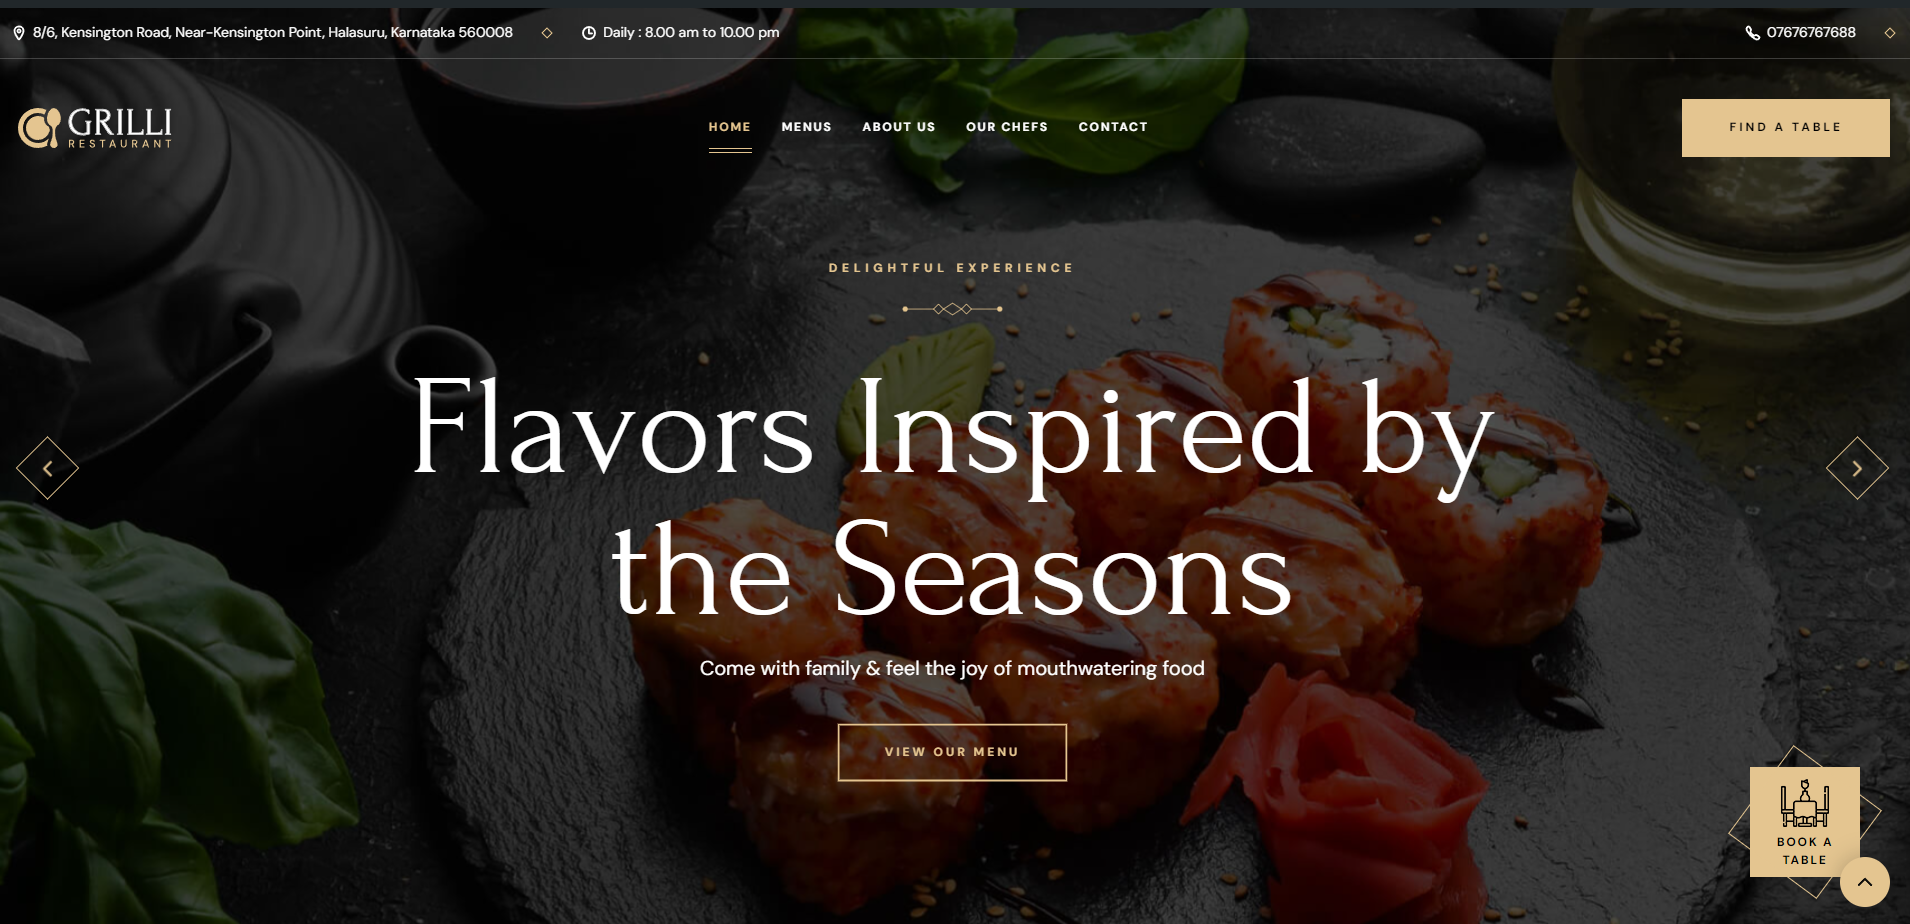 8/6, Kensington Road, Near-Kensington Point, Halasuru, Karnataka 560008
Daily : 8.00 am to 10.00 pm
07676767688
GRILLI
RESTAURANT
HOME
MENUS
ABOUT US
OUR CHEFS
CONTACT
FIND A TABLE
DELIGHTFUL EXPERIENCE
Flavors Inspired by
the Seasons
Come with family & feel the joy of mouthwatering food
VIEW OUR MENU
BOOK A
TABLE